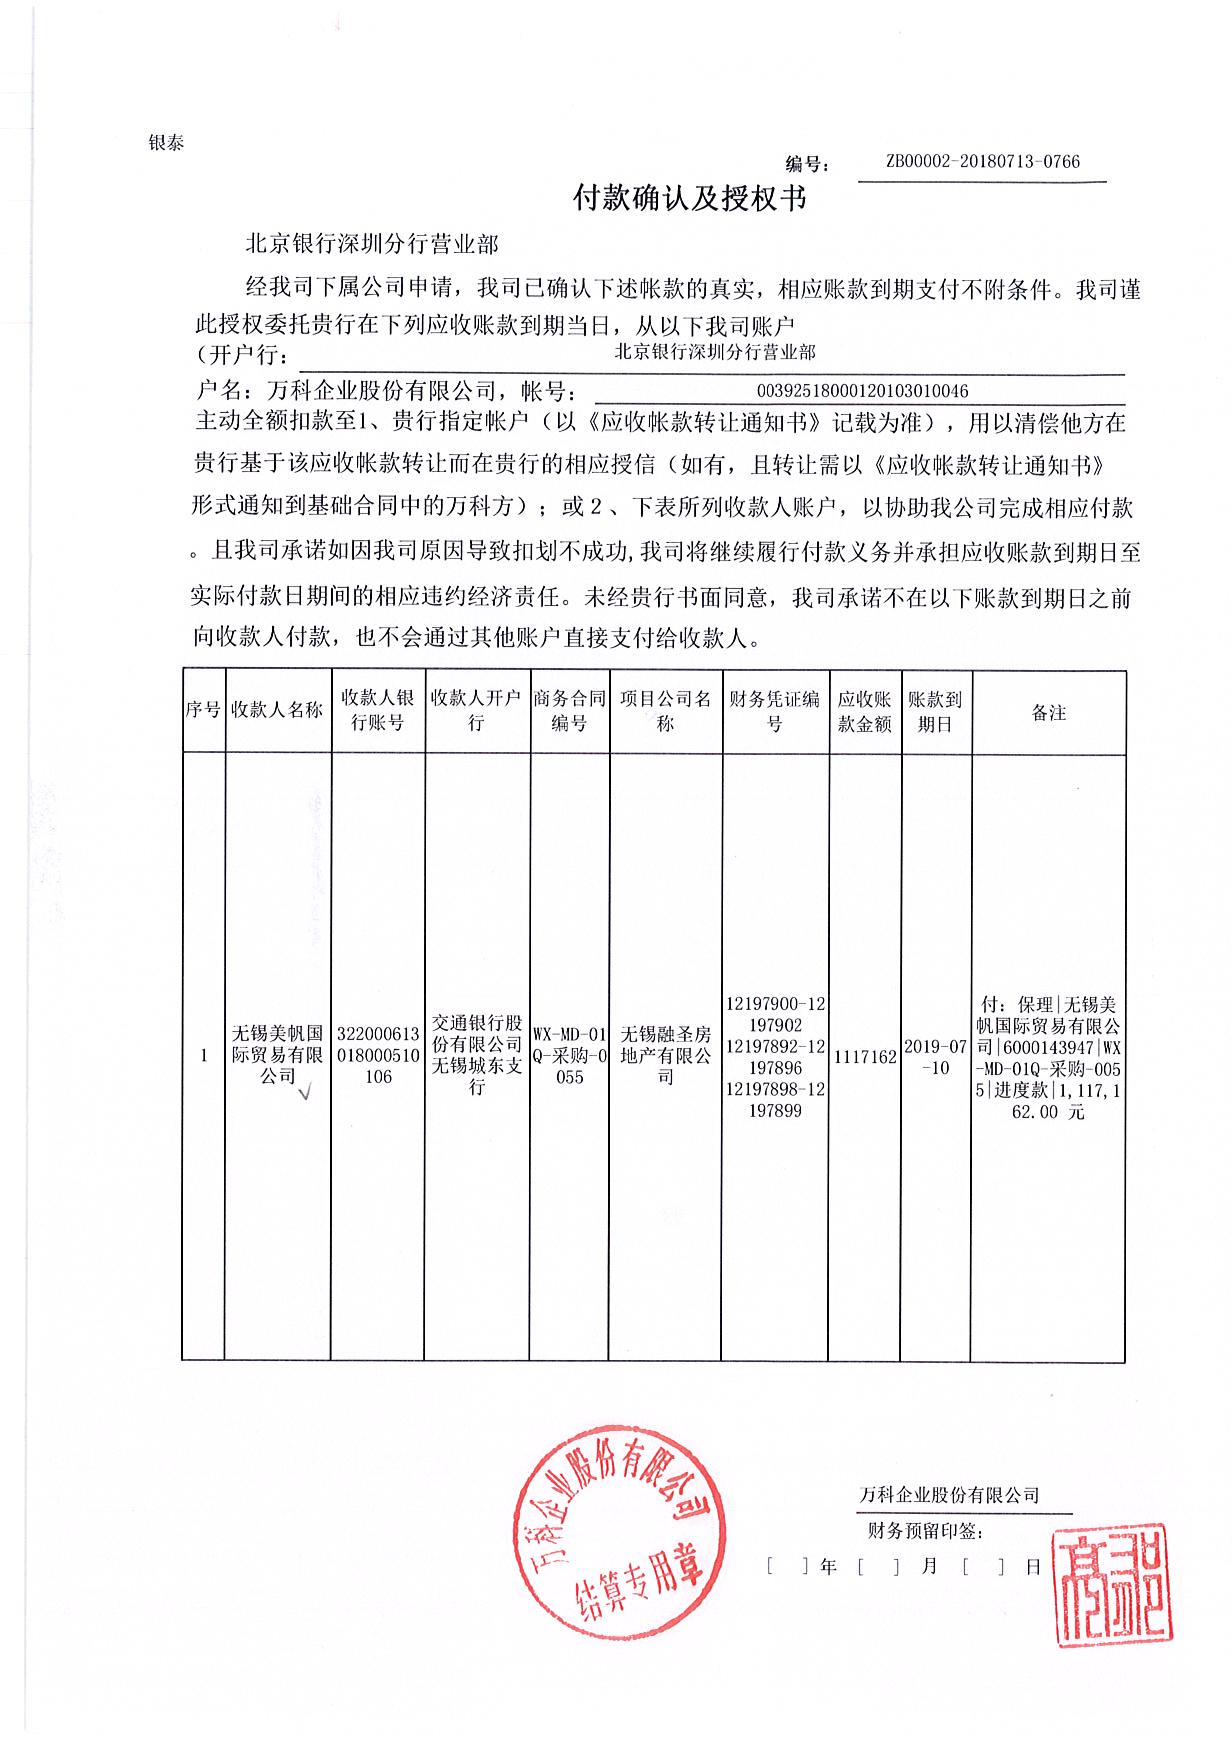 银泰
编号: ZB00002-20180713-0766
付款确认及授权书
北京银行深圳分行营业部
经我司下属公司申请，我司已确认下述帐款的真实，相应账款到期支付不附条件。我司谨
此授权委托贵行在下列应收账款到期当日，从以下我司账户
（开户行: 北京银行深圳分行营业部
户名: 万科企业股份有限公司，帐号: 00392518000120103010046
主动全额扣款至1、贵行指定帐户（以《应收帐款转让通知书》记载为准），用以清偿他方在
贵行基于该应收帐款转让而在贵行的相应授信（如有，且转让需以《应收帐款转让通知书》
形式通知到基础合同中的万科方）；或 2 、下表所列收款人账户，以协助我公司完成相应付款
。且我司承诺如因我司原因导致扣划不成功,我司将继续履行付款义务并承担应收账款到期日至
实际付款日期间的相应违约经济责任。未经贵行书面同意，我司承诺不在以下账款到期日之前
向收款人付款，也不会通过其他账户直接支付给收款人。
序号
收款人名称
收款人银
行账号
收款人开户
行
商务合同
编号
项目公司名
称
财务凭证编
号
应收账
款金额
账款到
期日
备注
1
无锡美帆国
际贸易有限
公司
322000613
018000510
106
交通银行股
份有限公司
无锡城东支
行
WX-MD-01
Q-采购-0
055
无锡融圣房
地产有限公
司
12197900-12
197902
12197892-12
197896
12197898-12
197899
1117162
2019-07
-10
付: 保理|无锡美
帆国际贸易有限公
司|6000143947|WX
-MD-01Q-采购-005
5|进度款|1,117,1
62.00 元
万科企业股份有限公司
结算专用章
万科企业股份有限公司
财务预留印签:
[ ] 年 [ ] 月 [ ] 日